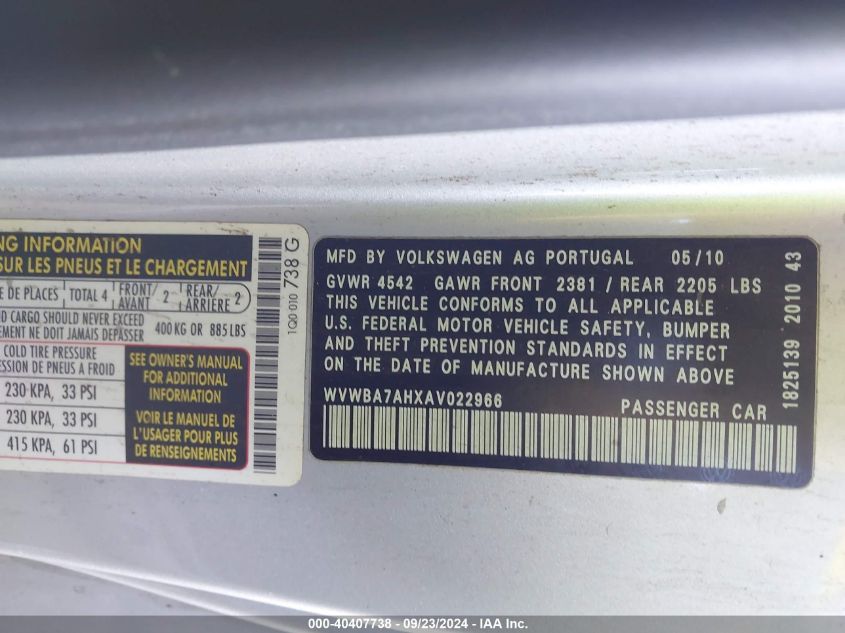 NG INFORMATION
SUR LES PNEUS ET LE CHARGEMENT
E DE PLACES TOTAL 4 FRONT/AVANT 2 REAR/ARRIÈRE 2
ND CARGO SHOULD NEVER EXCEED
EMENT NE DOIT JAMAIS DÉPASSER 400 KG OR 885 LBS
COLD TIRE PRESSURE
SSION DE PNEUS A FROID
230 KPA, 33 PSI
230 KPA, 33 PSI
415 KPA, 61 PSI
SEE OWNER'S MANUAL
FOR ADDITIONAL
INFORMATION
VOIR LE MANUEL DE
L'USAGER POUR PLUS
DE RENSEIGNEMENTS
1Q0 010 738 G
MFD BY VOLKSWAGEN AG PORTUGAL 05/10
GVWR 4542 GAWR FRONT 2381 / REAR 2205 LBS
THIS VEHICLE CONFORMS TO ALL APPLICABLE
U.S. FEDERAL MOTOR VEHICLE SAFETY, BUMPER
AND THEFT PREVENTION STANDARDS IN EFFECT
ON THE DATE OF MANUFACTURE SHOWN ABOVE
WVWBA7AHXAV022966
PASSENGER CAR
1825139 2010 43
000-40407738 - 09/23/2024 - IAA Inc.